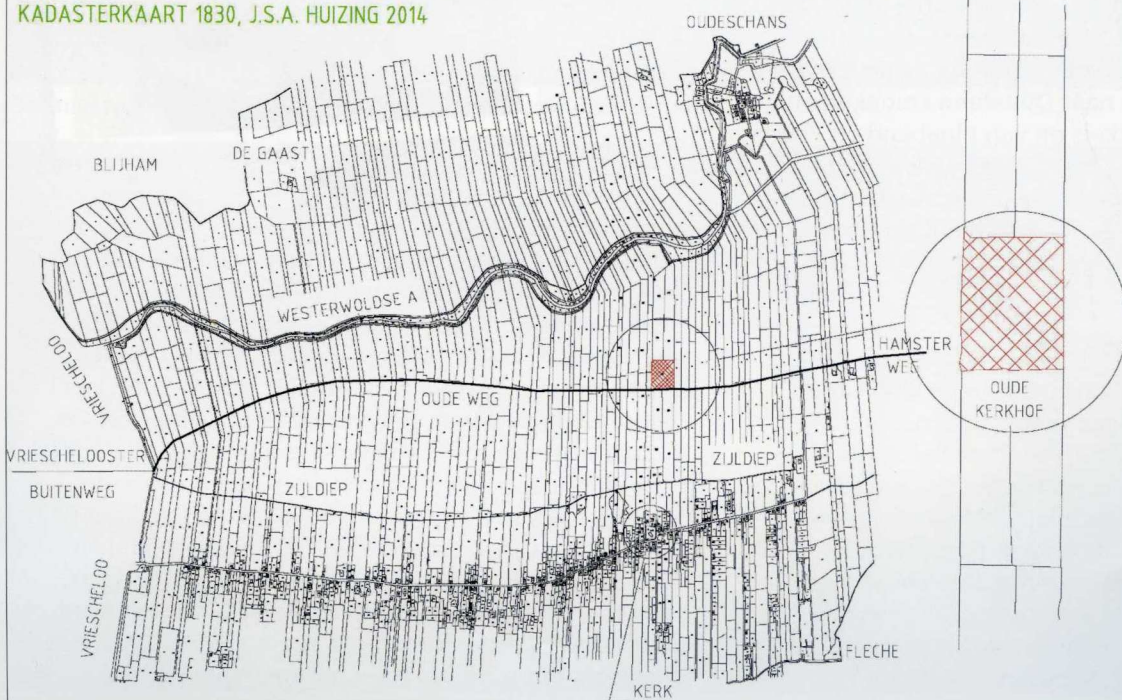 KADASTERKAART 1830, J.S.A. HUIZING 2014
OUDESCHANS
DE GAAST
BLIJHAM
WESTERWOLDSE A
VRIESCHELOO
HAMSTER
WEG
OUDE WEG
OUDE
KERKHOF
VRIESCHELOOSTER
BUITENWEG
ZIJLDIEP
ZIJLDIEP
VRIESCHELOO
FLECHE
KERK